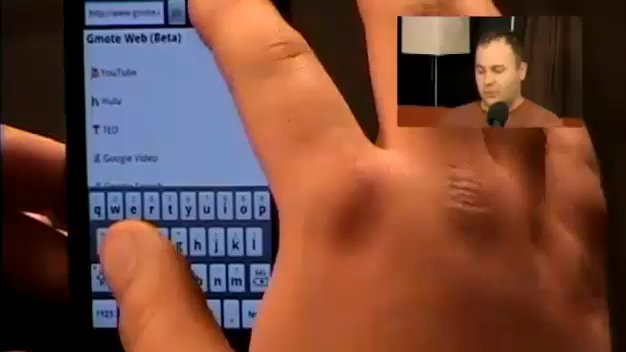 http://www.gmote.
Gmote Web (Beta)
YouTube
h Hulu
T TED
Google Video
q w e r t y u i o p
g h j k l
n m
?123 .